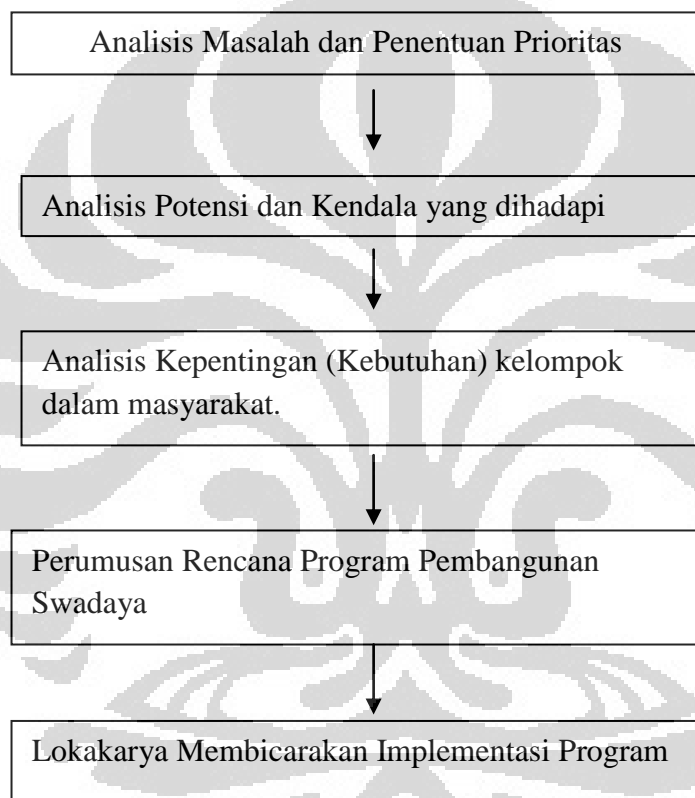 Analisis Masalah dan Penentuan Prioritas
Analisis Potensi dan Kendala yang dihadapi
Analisis Kepentingan (Kebutuhan) kelompok
dalam masyarakat.
Perumusan Rencana Program Pembangunan
Swadaya
Lokakarya Membicarakan Implementasi Program